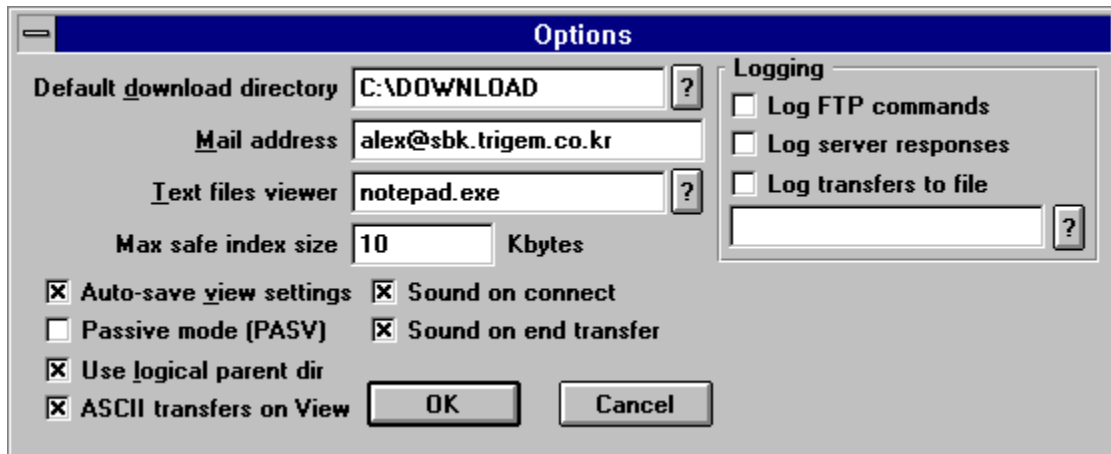 Options
Default download directory C:\DOWNLOAD ?
Mail address alex@sbk.trigem.co.kr
Text files viewer notepad.exe ?
Max safe index size 10 Kbytes
Auto-save view settings Sound on connect
Passive mode (PASV) Sound on end transfer
Use logical parent dir
ASCII transfers on View
OK Cancel
Logging
Log FTP commands
Log server responses
Log transfers to file
?